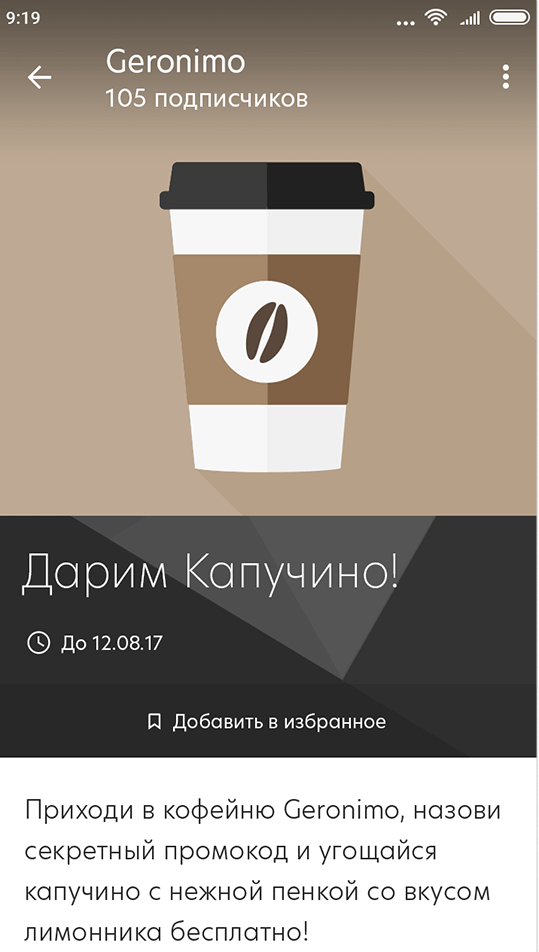 9:19
Geronimo
105 подписчиков
Дарим Капучино!
До 12.08.17
Добавить в избранное
Приходи в кофейню Geronimo, назови
секретный промокод и угощайся
капучино с нежной пенкой со вкусом
лимонника бесплатно!